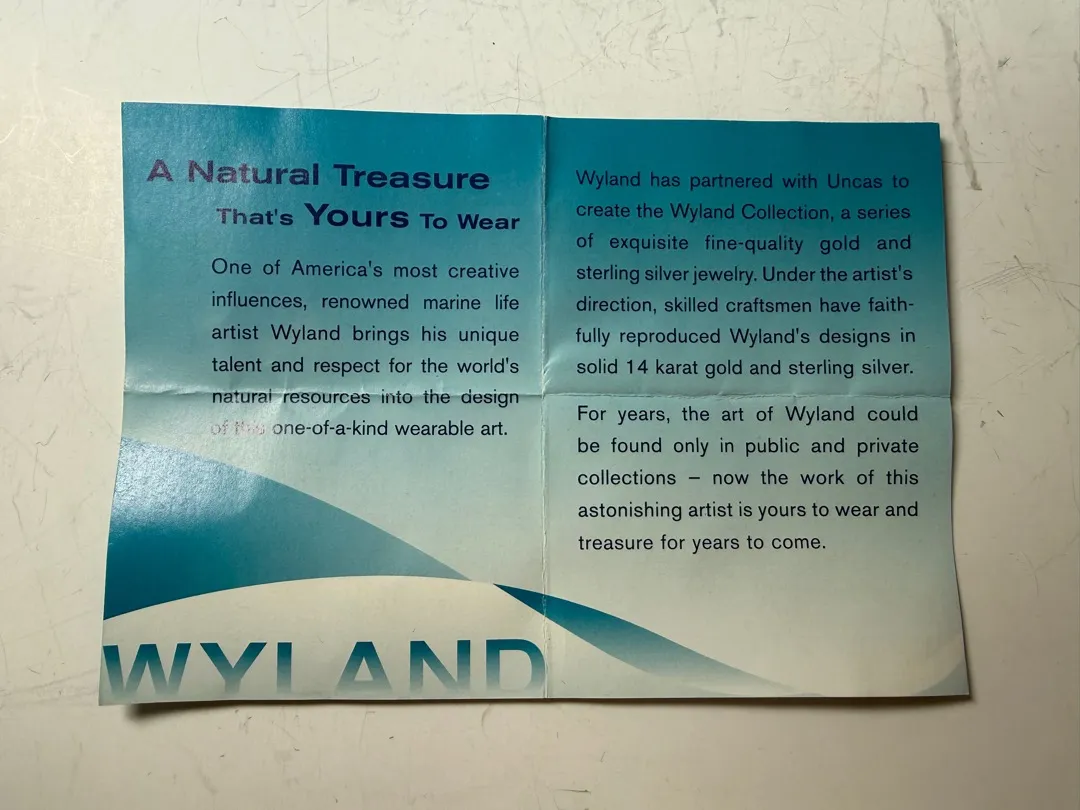 A Natural Treasure
That's Yours To Wear
One of America's most creative
influences, renowned marine life
artist Wyland brings his unique
talent and respect for the world's
natural resources into the design
of this one-of-a-kind wearable art.
WYLAND
Wyland has partnered with Uncas to
create the Wyland Collection, a series
of exquisite fine-quality gold and
sterling silver jewelry. Under the artist's
direction, skilled craftsmen have faith-
fully reproduced Wyland's designs in
solid 14 karat gold and sterling silver.
For years, the art of Wyland could
be found only in public and private
collections – now the work of this
astonishing artist is yours to wear and
treasure for years to come.